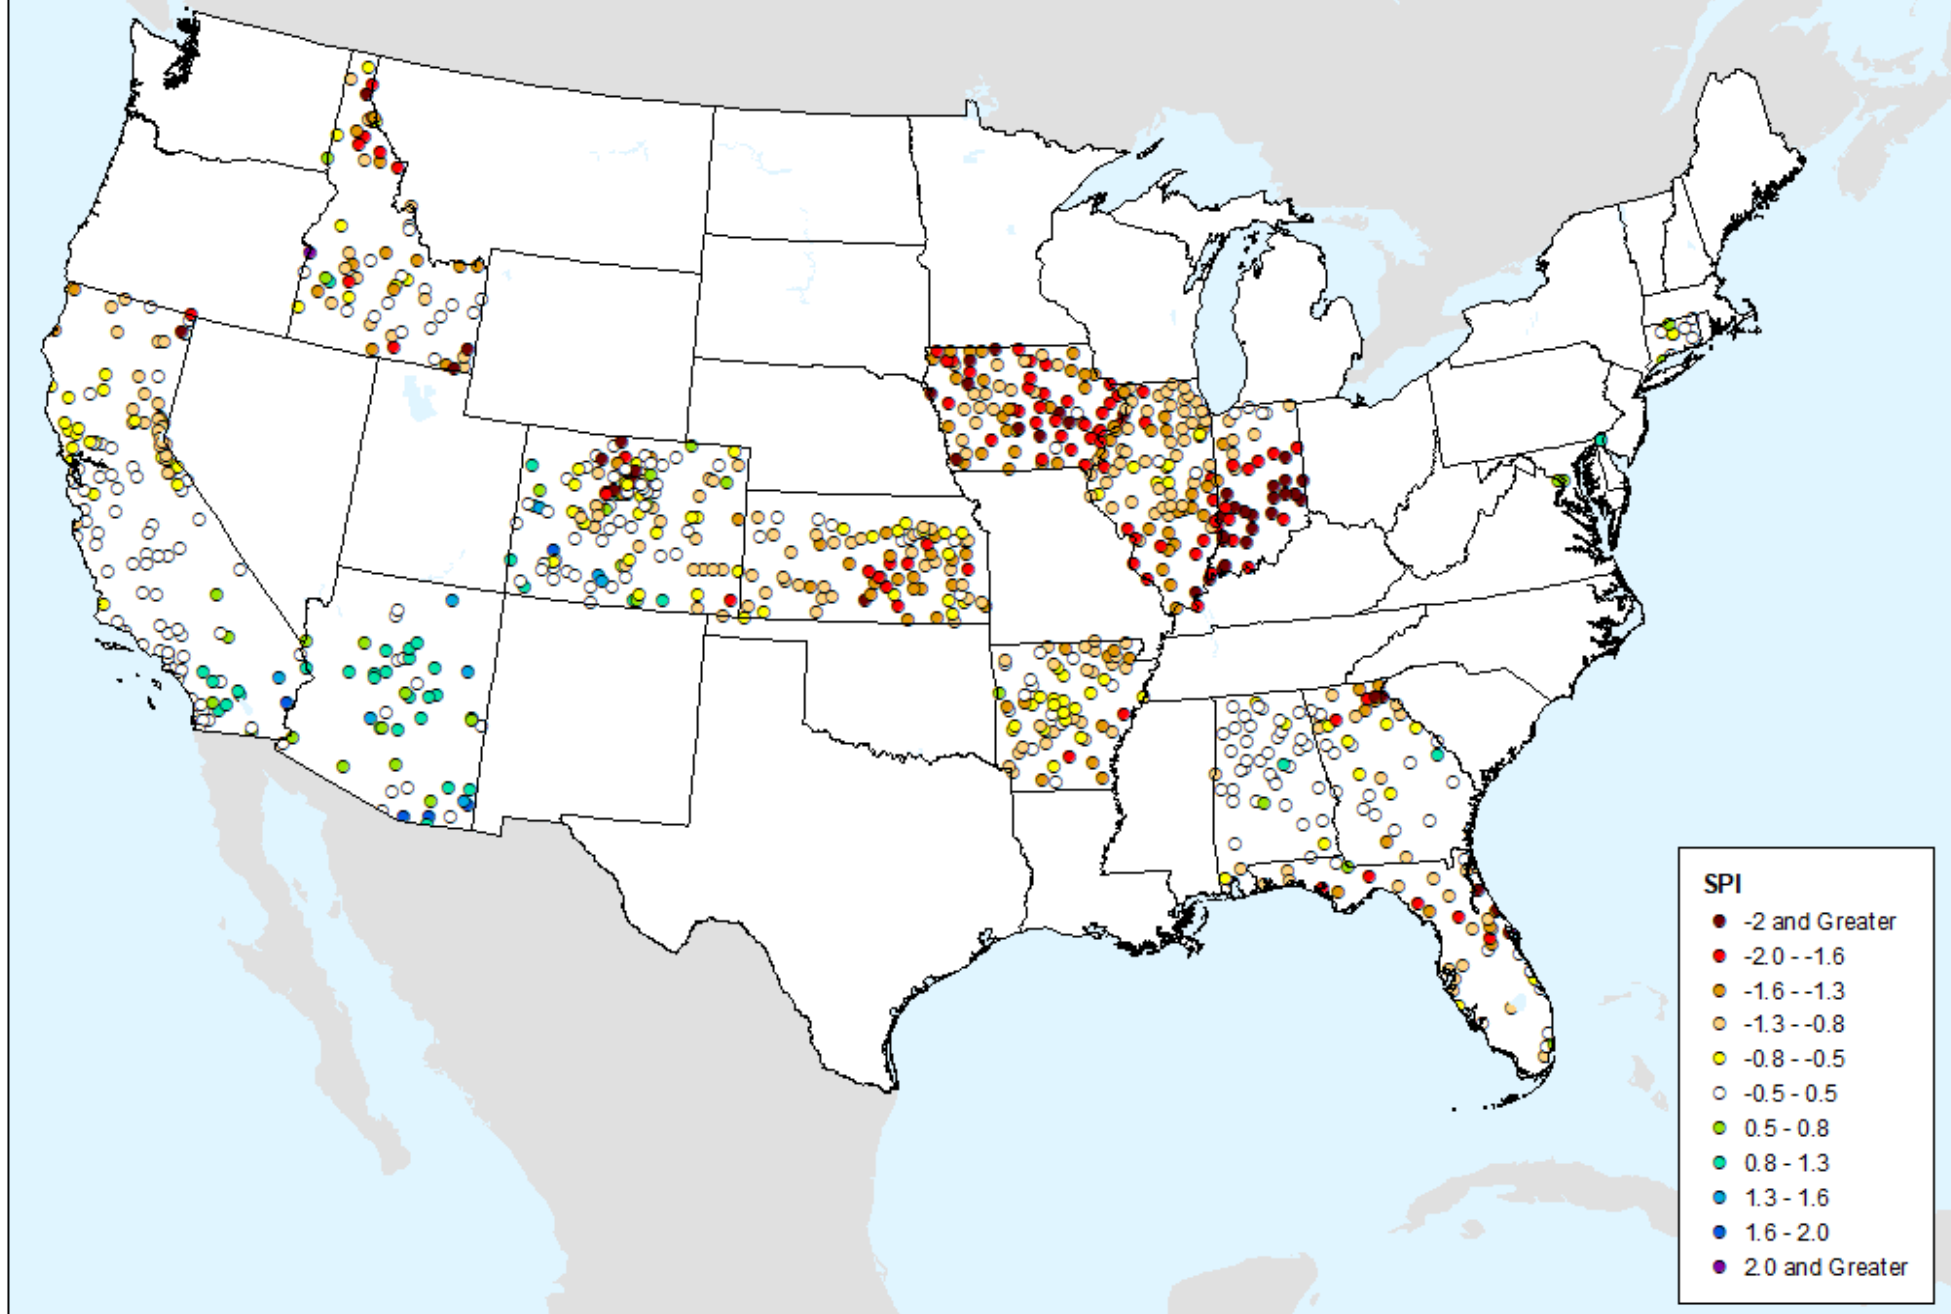 SPI
-2 and Greater
-2.0 - -1.6
-1.6 - -1.3
-1.3 - -0.8
-0.8 - -0.5
-0.5 - 0.5
0.5 - 0.8
0.8 - 1.3
1.3 - 1.6
1.6 - 2.0
2.0 and Greater